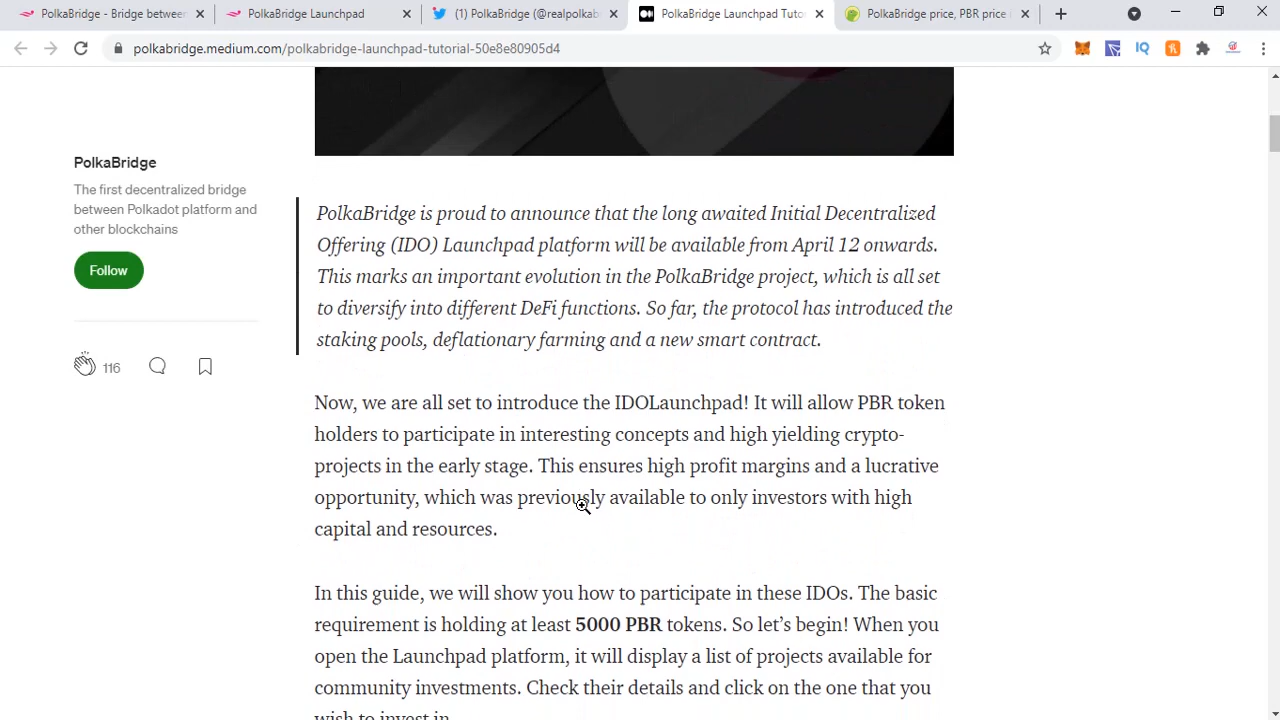 PolkaBridge - Bridge between
PolkaBridge Launchpad
(1) PolkaBridge (@realpolkab
PolkaBridge Launchpad Tuto
PolkaBridge price, PBR price i
polkabridge.medium.com/polkabridge-launchpad-tutorial-50e8e80905d4
IQ
PolkaBridge
The first decentralized bridge
between Polkadot platform and
other blockchains
Follow
116
PolkaBridge is proud to announce that the long awaited Initial Decentralized
Offering (IDO) Launchpad platform will be available from April 12 onwards.
This marks an important evolution in the PolkaBridge project, which is all set
to diversify into different DeFi functions. So far, the protocol has introduced the
staking pools, deflationary farming and a new smart contract.
Now, we are all set to introduce the IDOLaunchpad! It will allow PBR token
holders to participate in interesting concepts and high yielding crypto-
projects in the early stage. This ensures high profit margins and a lucrative
opportunity, which was previously available to only investors with high
capital and resources.
In this guide, we will show you how to participate in these IDOs. The basic
requirement is holding at least 5000 PBR tokens. So let’s begin! When you
open the Launchpad platform, it will display a list of projects available for
community investments. Check their details and click on the one that you
wish to invest in.